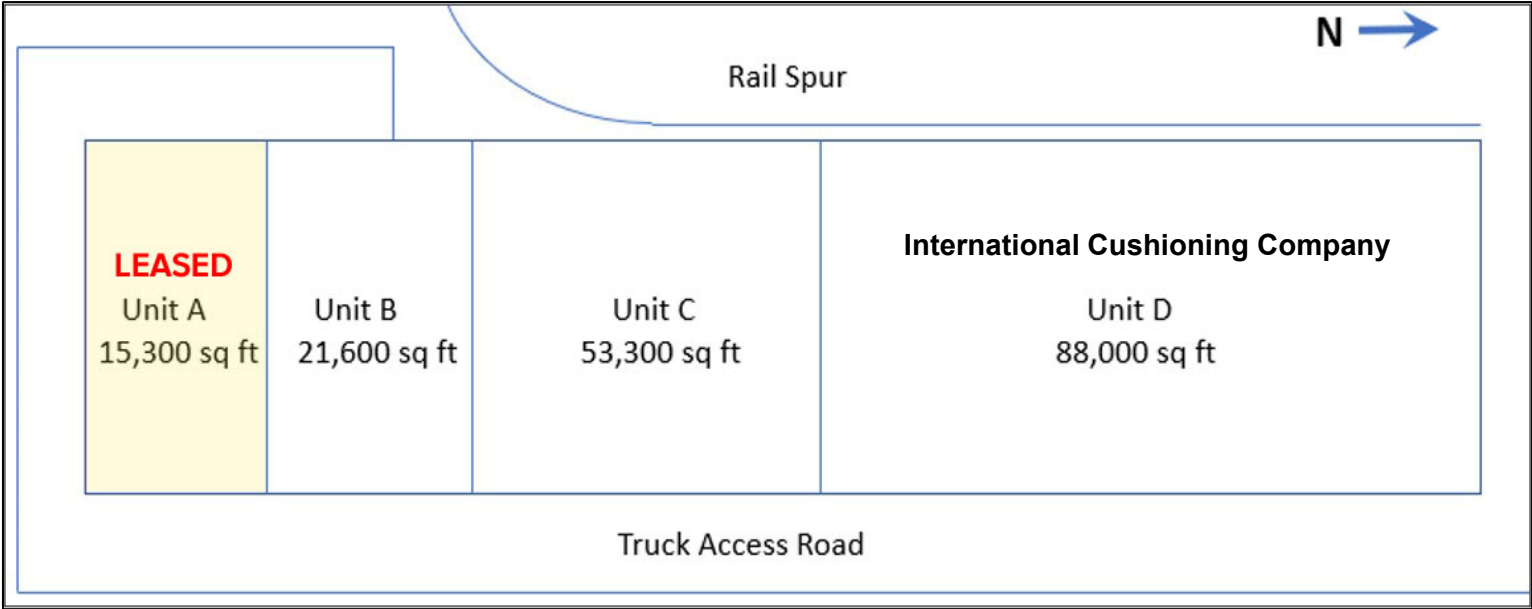 N
Rail Spur
LEASED
Unit A
15,300 sq ft
Unit B
21,600 sq ft
Unit C
53,300 sq ft
International Cushioning Company
Unit D
88,000 sq ft
Truck Access Road